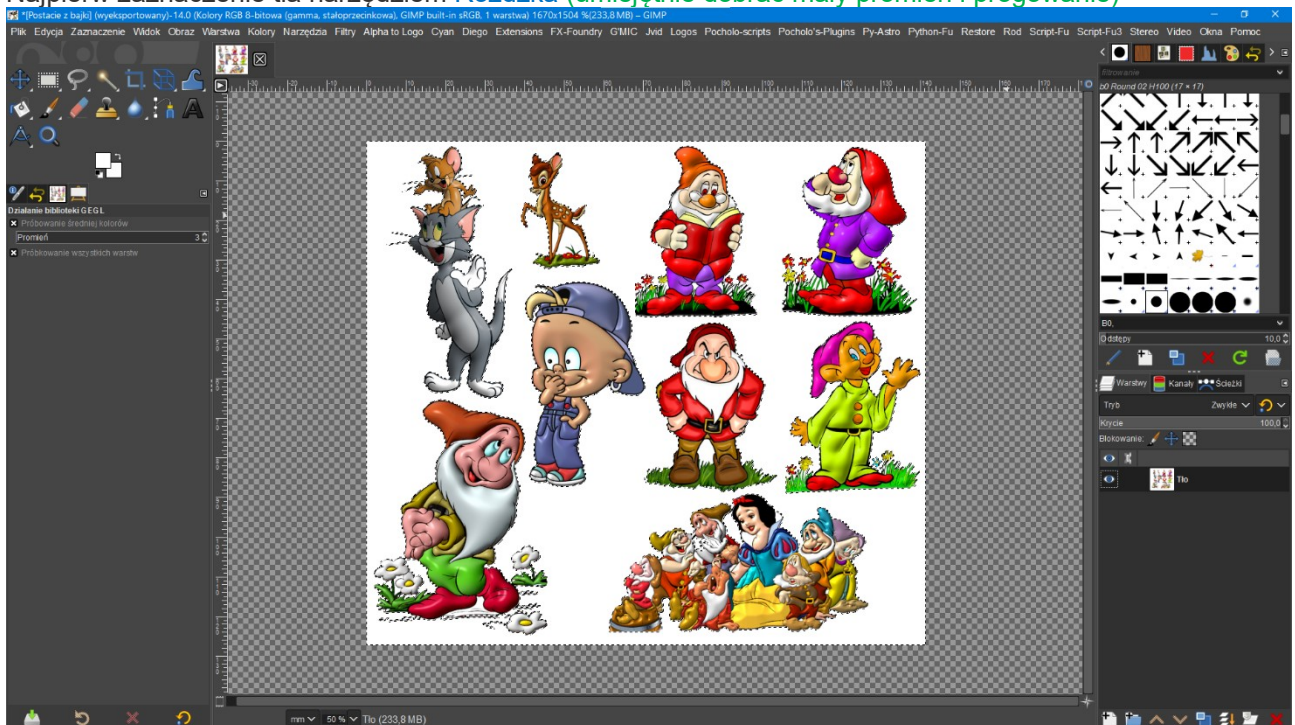 Najpierw zaznaczenie tła narzędziem Różdżka (umiejętnie dobrać mały promień i progowanie)
*[Postacie z bajki] (wyeksportowany)-14.0 (Kolory RGB 8-bitowa (gamma, stałoprzecinkowa), GIMP built-in sRGB, 1 warstwa) 1670x1504 %(233,8 MB) – GIMP
Plik Edycja Zaznaczenie Widok Obraz Warstwa Kolory Narzędzia Filtry Alpha to Logo Cyan Diego Extensions FX-Foundry G'MIC Jvid Logos Pocholo-scripts Pocholo's-Plugins Py-Astro Python-Fu Restore Rod Script-Fu Script-Fu3 Stereo Video Okna Pomoc
filtrowanie
b0 Round 02 H100 (17 × 17)
Działanie biblioteki GEGL
Próbowanie średniej kolorów
Promień 3
Próbkowanie wszystkich warstw
B0,
Odstępy 10,0
Warstwy Kanały Ścieżki
Tryb Zwykłe
Krycie 100,0
Blokowanie:
Tło
mm 50 % Tło (233,8 MB)